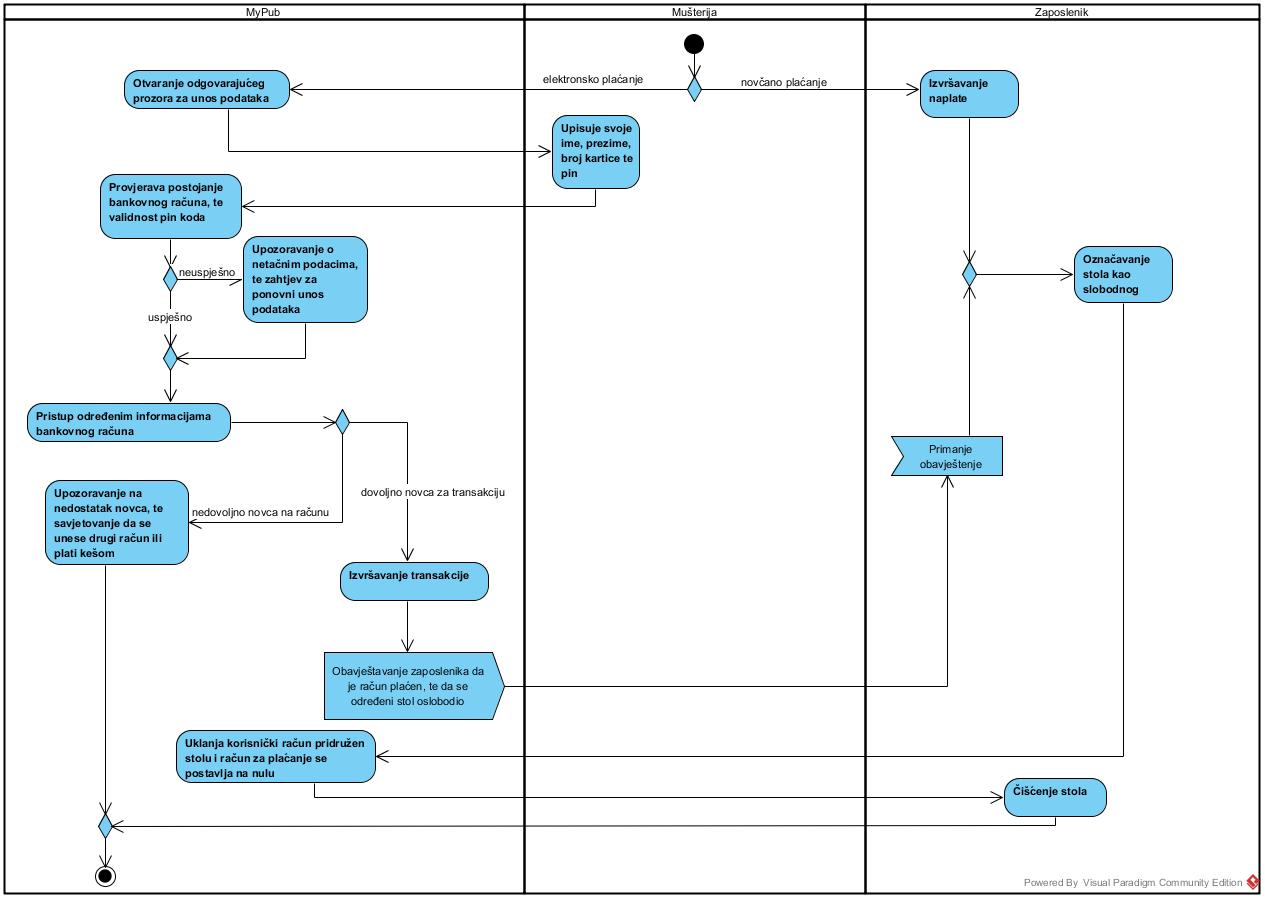 MyPub
Mušterija
Zaposlenik
elektronsko plaćanje
novčano plaćanje
Otvaranje odgovarajućeg
prozora za unos podataka
Izvršavanje
naplate
Upisuje svoje
ime, prezime,
broj kartice te
pin
Provjerava postojanje
bankovnog računa, te
validnost pin koda
neuspješno
Upozoravanje o
netačnim podacima,
te zahtjev za
ponovni unos
podataka
uspješno
Označavanje
stola kao
slobodnog
Pristup određenim informacijama
bankovnog računa
Primanje
obavještenje
dovoljno novca za transakciju
nedovoljno novca na računu
Upozoravanje na
nedostatak novca, te
savjetovanje da se
unese drugi račun ili
plati kešom
Izvršavanje transakcije
Obavještavanje zaposlenika da
je račun plaćen, te da se
određeni stol oslobodio
Uklanja korisnički račun pridružen
stolu i račun za plaćanje se
postavlja na nulu
Čišćenje stola
Powered By Visual Paradigm Community Edition